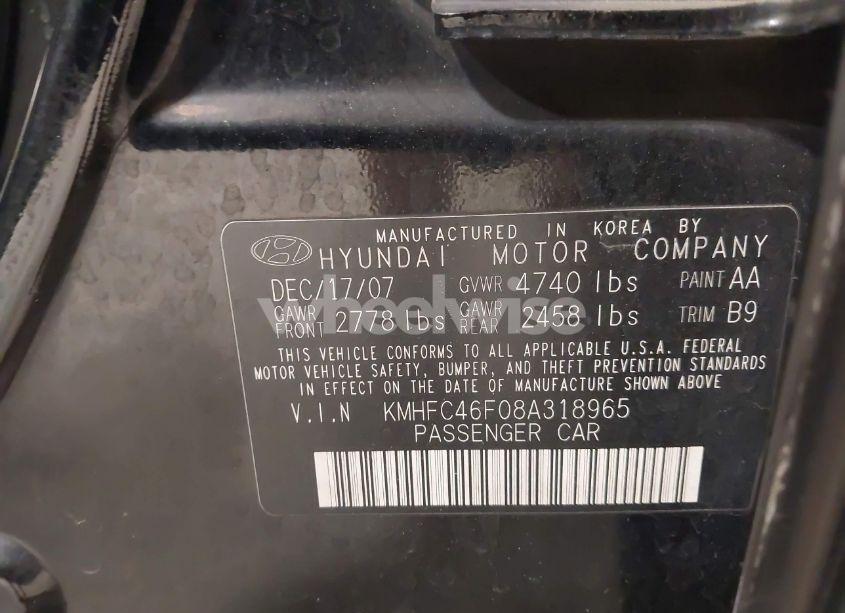 MANUFACTURED IN KOREA BY
HYUNDAI MOTOR COMPANY
DEC/17/07 GVWR 4740 lbs PAINT AA
GAWR FRONT 2778 lbs GAWR REAR 2458 lbs TRIM B9
THIS VEHICLE CONFORMS TO ALL APPLICABLE U.S.A. FEDERAL
MOTOR VEHICLE SAFETY, BUMPER, AND THEFT PREVENTION STANDARDS
IN EFFECT ON THE DATE OF MANUFACTURE SHOWN ABOVE
V.I.N KMHFC46F08A318965
PASSENGER CAR
wheelwise